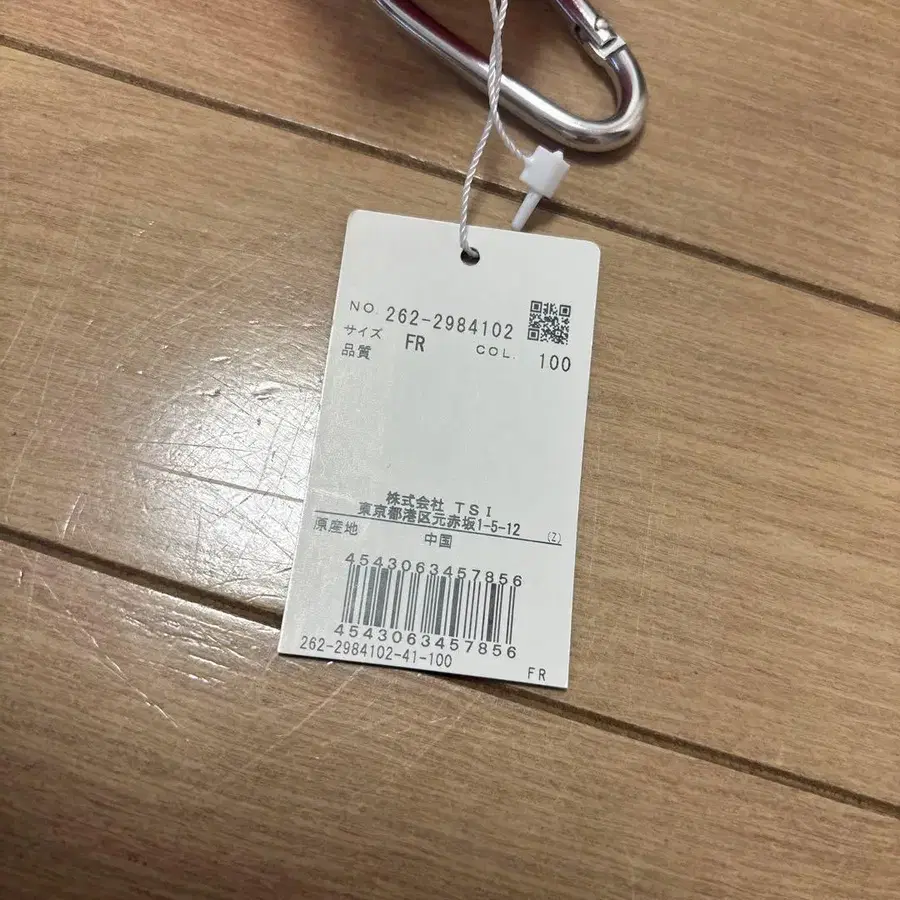 NO. 262-2984102
サイズ FR COL. 100
品質
株式会社 TSI
東京都港区元赤坂1-5-12 (Z)
原産地 中国
4543063457856
4543063457856
262-2984102-41-100
FR